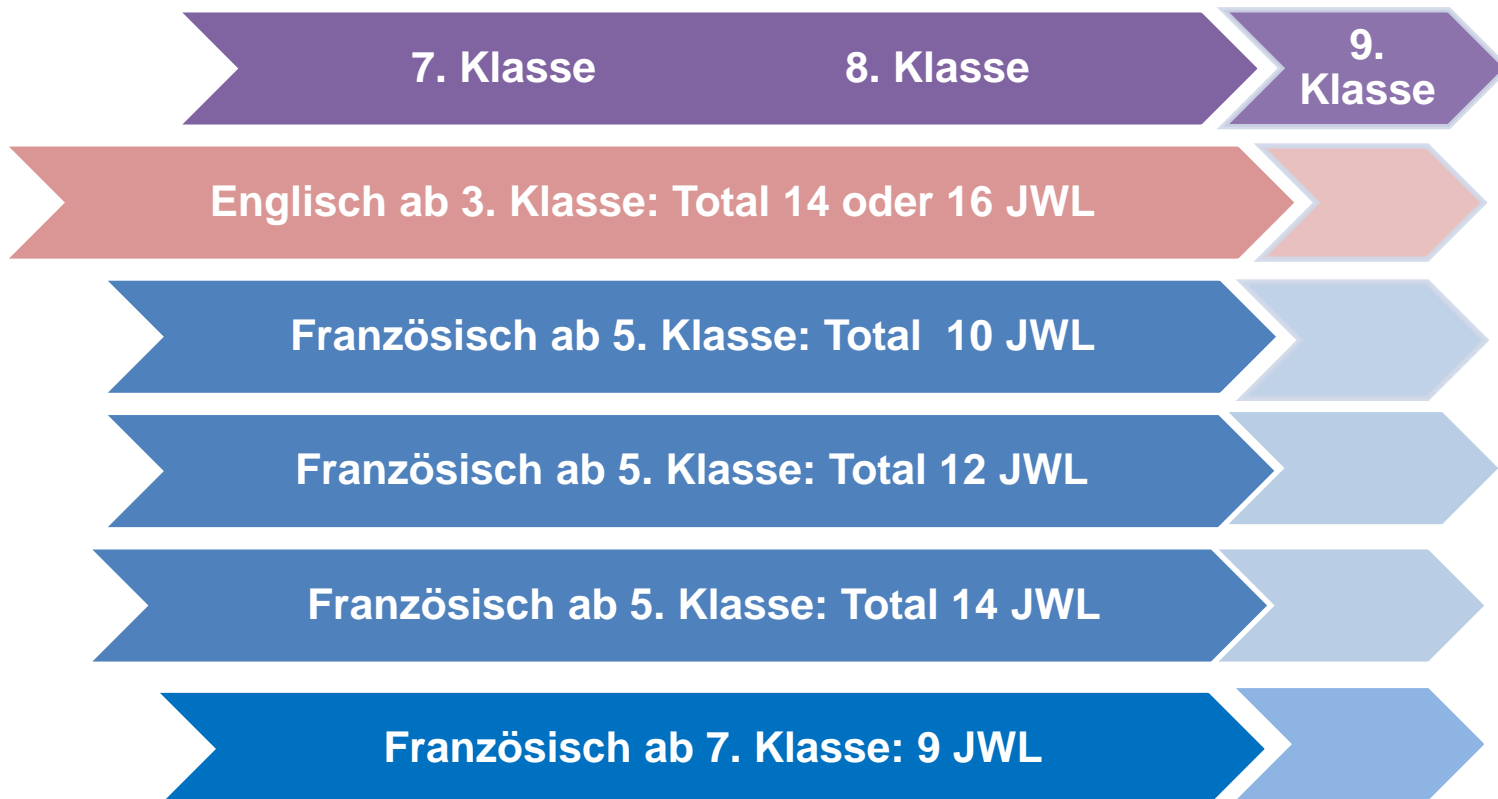 7. Klasse 8. Klasse 9. Klasse
Englisch ab 3. Klasse: Total 14 oder 16 JWL
Französisch ab 5. Klasse: Total 10 JWL
Französisch ab 5. Klasse: Total 12 JWL
Französisch ab 5. Klasse: Total 14 JWL
Französisch ab 7. Klasse: 9 JWL